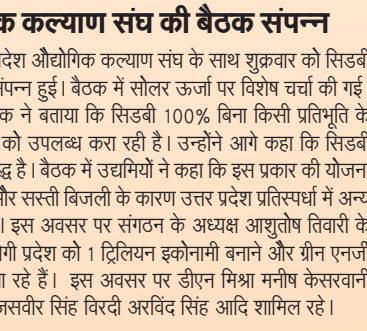 क कल्याण संघ की बैठक संपन्न
देश औद्योगिक कल्याण संघ के साथ शुक्रवार को सिडबी
संपन्न हुई। बैठक में सोलर ऊर्जा पर विशेष चर्चा की गई
क ने बताया कि सिडबी 100% बिना किसी प्रतिभूति के
को उपलब्ध करा रही है। उन्होंने आगे कहा कि सिडबी
द्ध है। बैठक में उद्यमियों ने कहा कि इस प्रकार की योजन
और सस्ती बिजली के कारण उत्तर प्रदेश प्रतिस्पर्धा में अन्य
। इस अवसर पर संगठन के अध्यक्ष आशुतोष तिवारी के
गी प्रदेश को 1 ट्रिलियन इकोनामी बनाने और ग्रीन एनर्जी
ा रहे हैं। इस अवसर पर डीएन मिश्रा मनीष केसरवानी
जसवीर सिंह विरदी अरविंद सिंह आदि शामिल रहे।